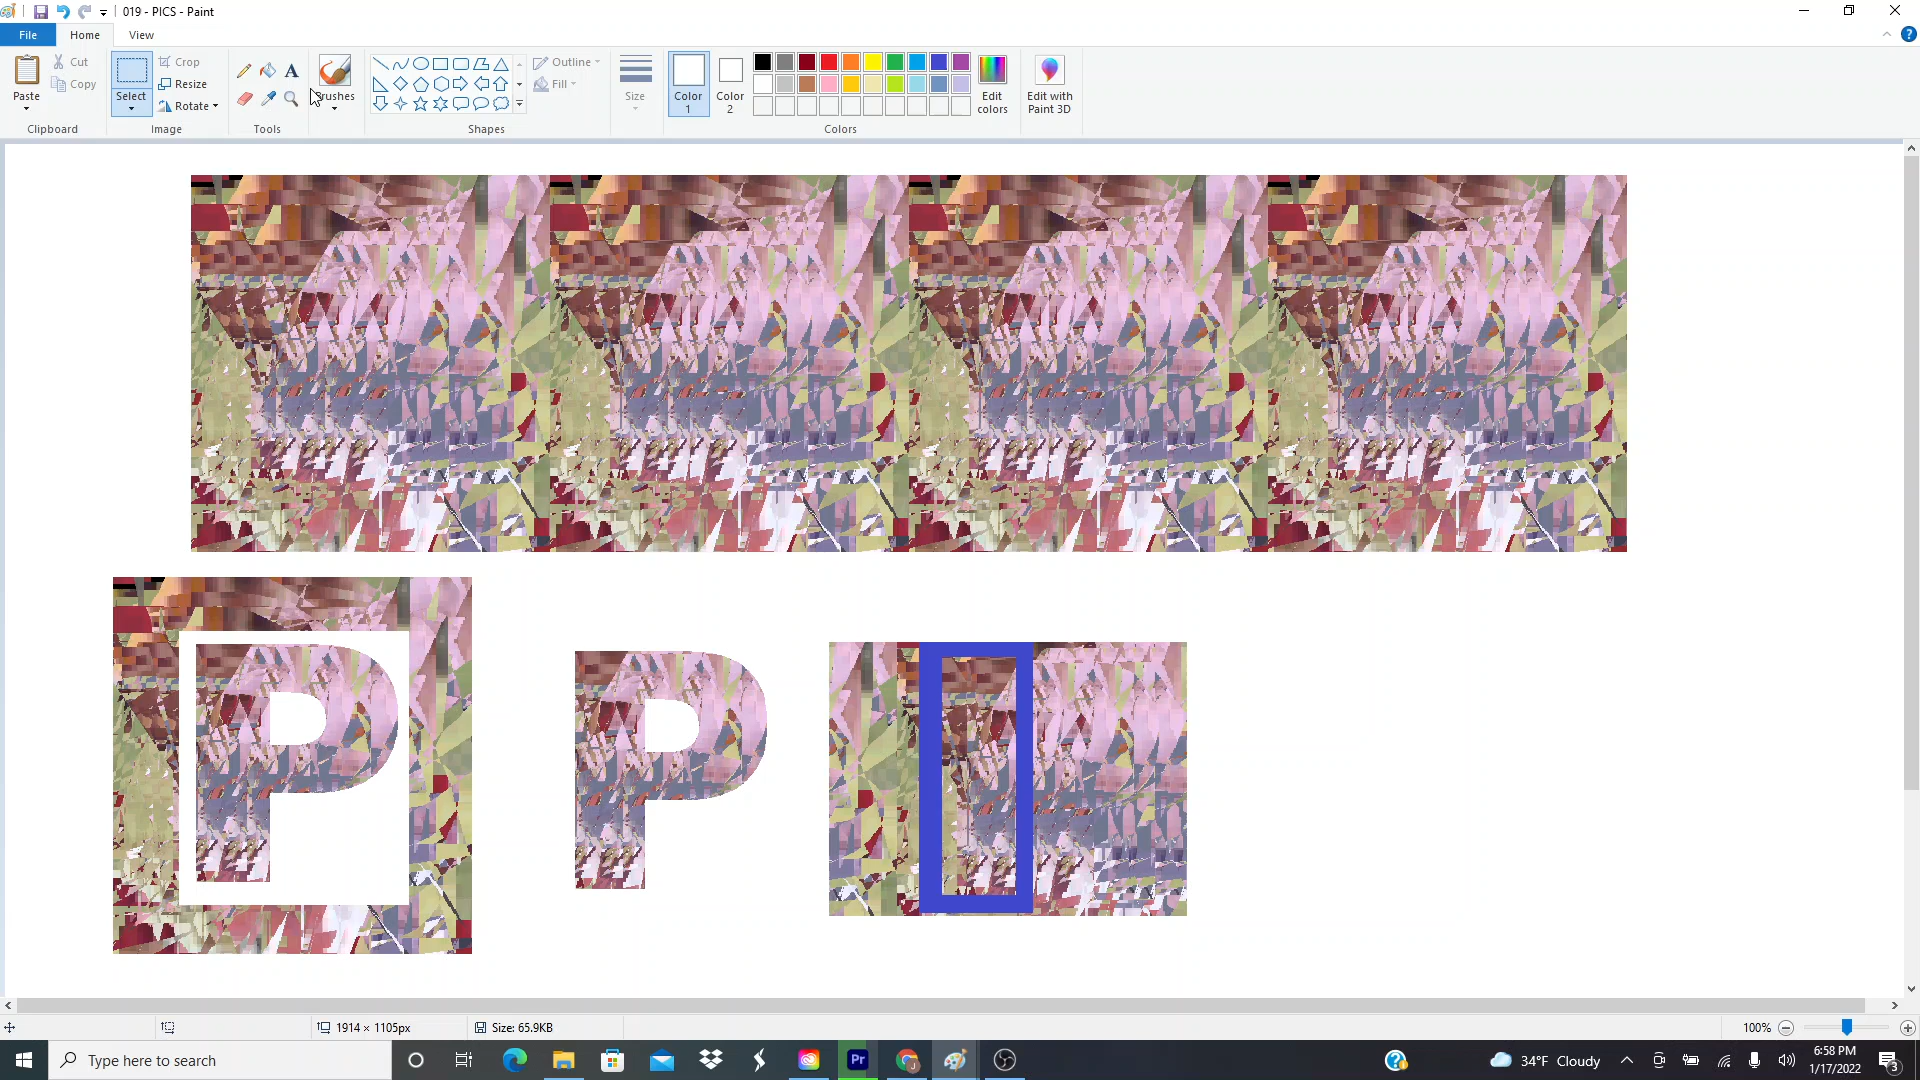 019 - PICS - Paint
File Home View
Paste Cut Copy Clipboard
Select Crop Resize Rotate Image
A Tools
Brushes
Shapes Outline Fill
Size
Color 1 Color 2 Colors Edit colors
Edit with Paint 3D
P
P I
1914 × 1105px Size: 65.9KB 100%
Type here to search
Pr
34°F Cloudy
6:58 PM
1/17/2022
3